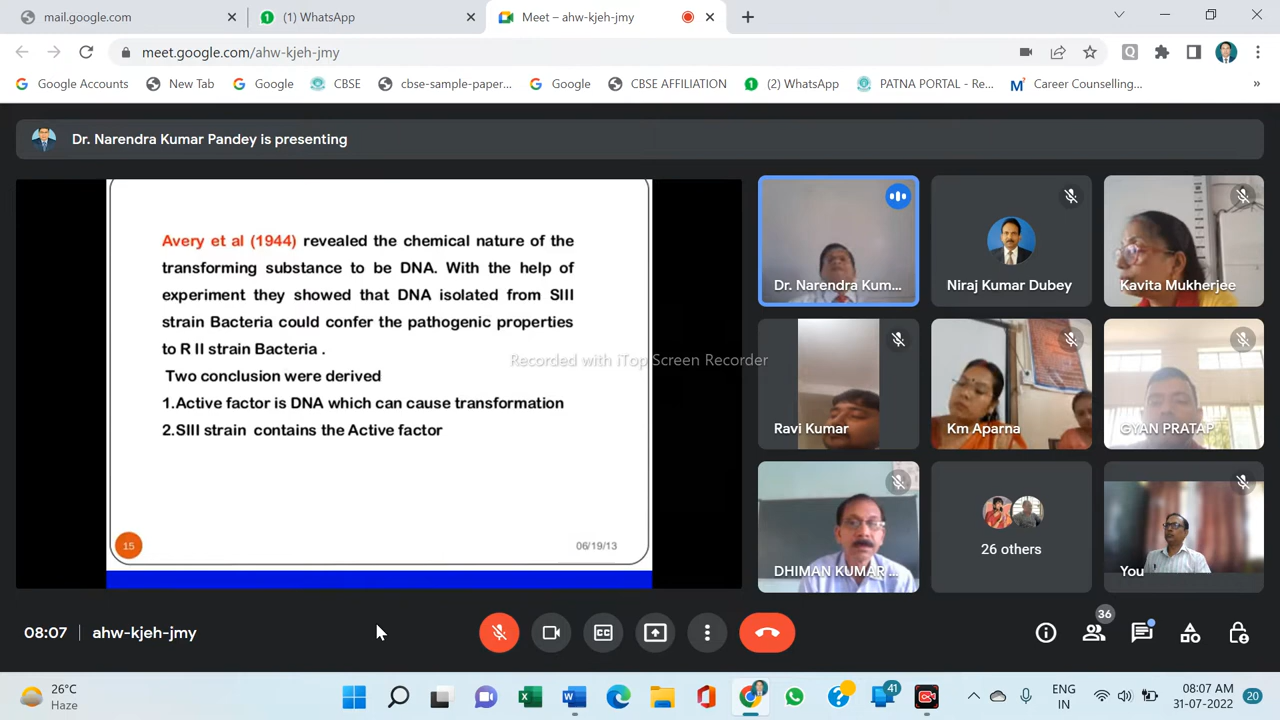 mail.google.com
(1) WhatsApp
Meet – ahw-kjeh-jmy
meet.google.com/ahw-kjeh-jmy
Google Accounts
New Tab
Google
CBSE
cbse-sample-paper...
Google
CBSE AFFILIATION
(2) WhatsApp
PATNA PORTAL - Re...
Career Counselling...
Dr. Narendra Kumar Pandey is presenting
Avery et al (1944) revealed the chemical nature of the
transforming substance to be DNA. With the help of
experiment they showed that DNA isolated from SIII
strain Bacteria could confer the pathogenic properties
to R II strain Bacteria .
Two conclusion were derived
1.Active factor is DNA which can cause transformation
2.SIII strain contains the Active factor
15
06/19/13
Recorded with iTop Screen Recorder
Dr. Narendra Kum...
Niraj Kumar Dubey
Kavita Mukherjee
Ravi Kumar
Km Aparna
GYAN PRATAP
DHIMAN KUMAR ...
26 others
You
08:07 | ahw-kjeh-jmy
36
26°C
Haze
41
ENG
IN
08:07 AM
31-07-2022
20